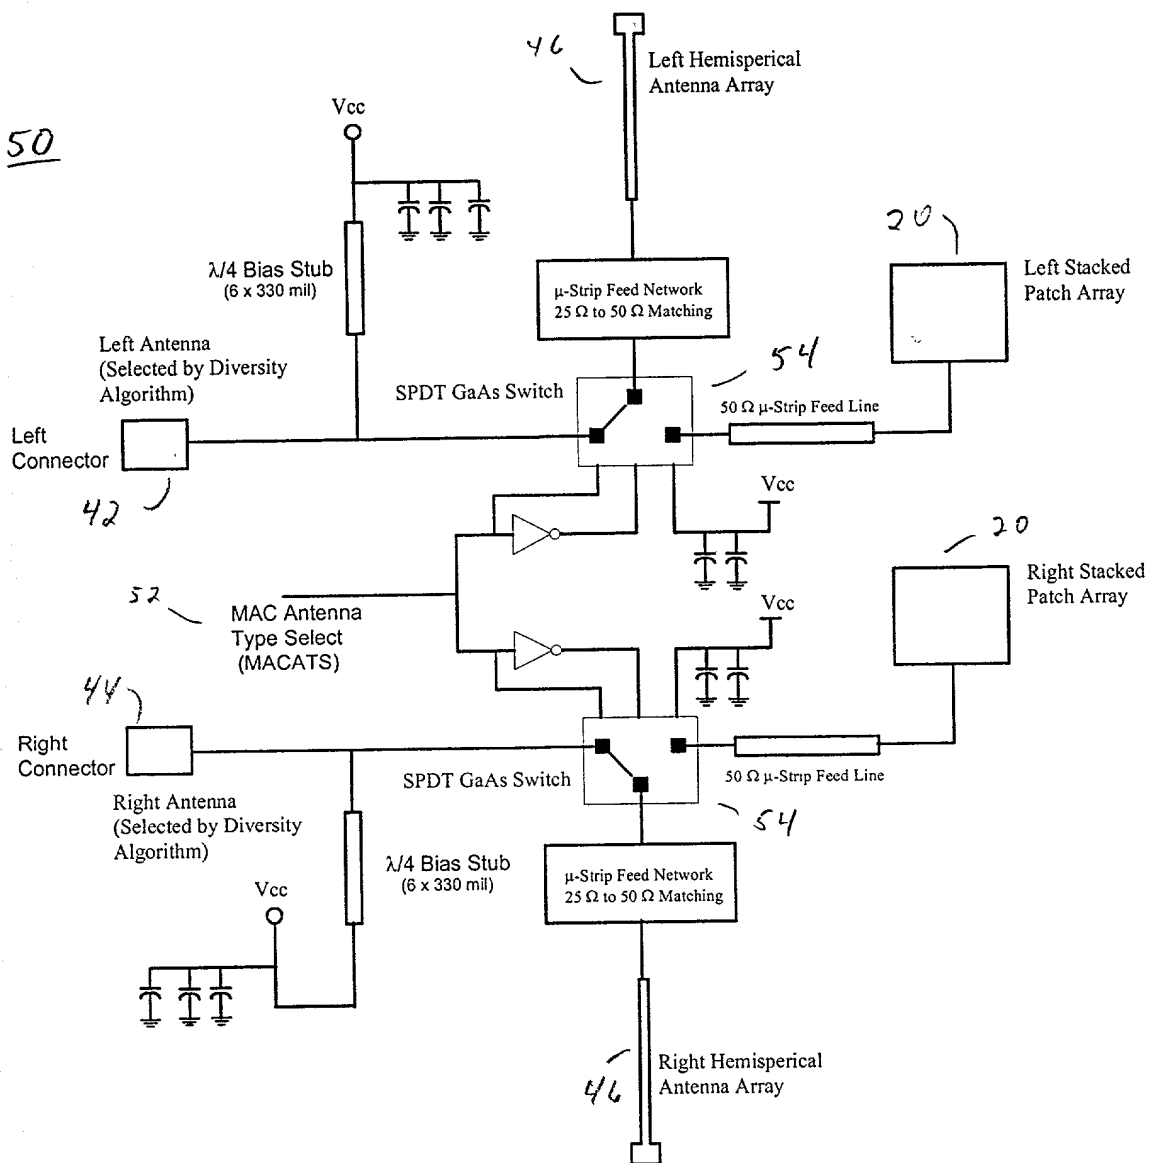 46
Left Hemisperical
Antenna Array
Vcc
50
20
λ/4 Bias Stub
(6 x 330 mil)
Left Stacked
Patch Array
μ-Strip Feed Network
25 Ω to 50 Ω Matching
Left Antenna
(Selected by Diversity
Algorithm)
54
SPDT GaAs Switch
50 Ω μ-Strip Feed Line
Left
Connector
42
Vcc
20
Right Stacked
Patch Array
52
MAC Antenna
Type Select
(MACATS)
Vcc
44
Right
Connector
SPDT GaAs Switch
50 Ω μ-Strip Feed Line
Right Antenna
(Selected by Diversity
Algorithm)
54
λ/4 Bias Stub
(6 x 330 mil)
μ-Strip Feed Network
25 Ω to 50 Ω Matching
Vcc
46
Right Hemisperical
Antenna Array